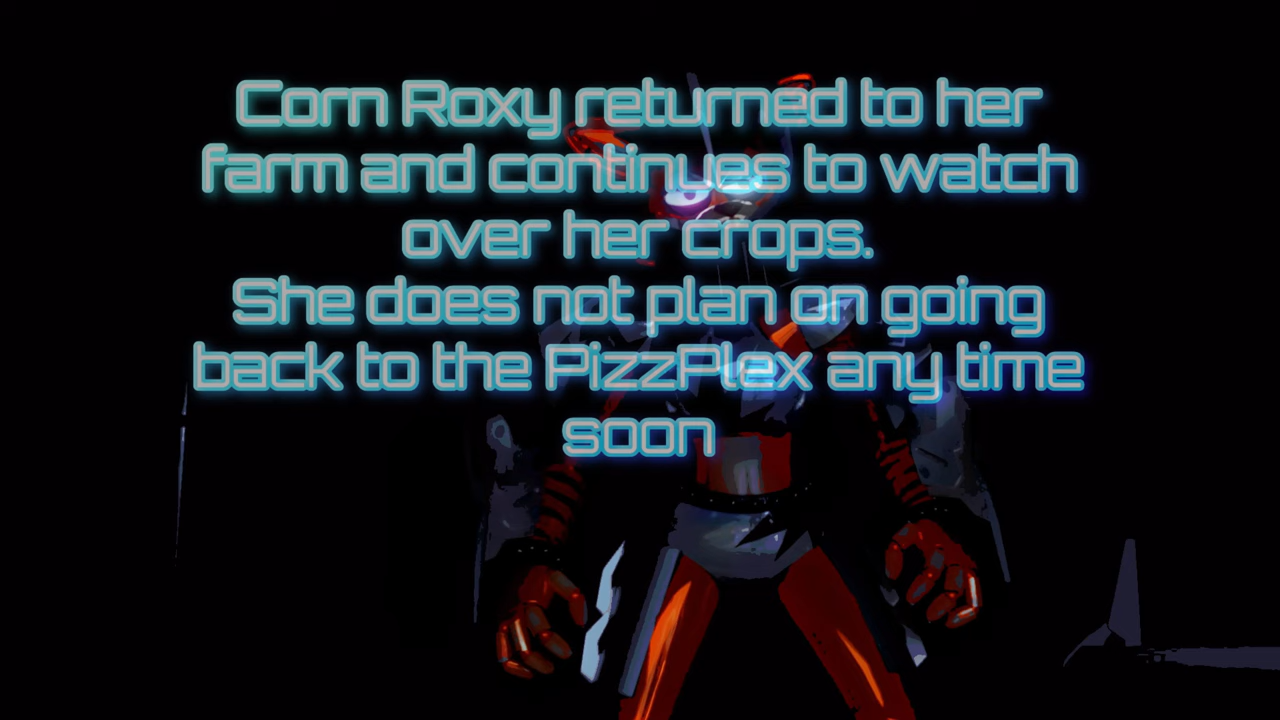 Corn Roxy returned to her
farm and continues to watch
over her crops.
She does not plan on going
back to the PizzPlex any time
soon